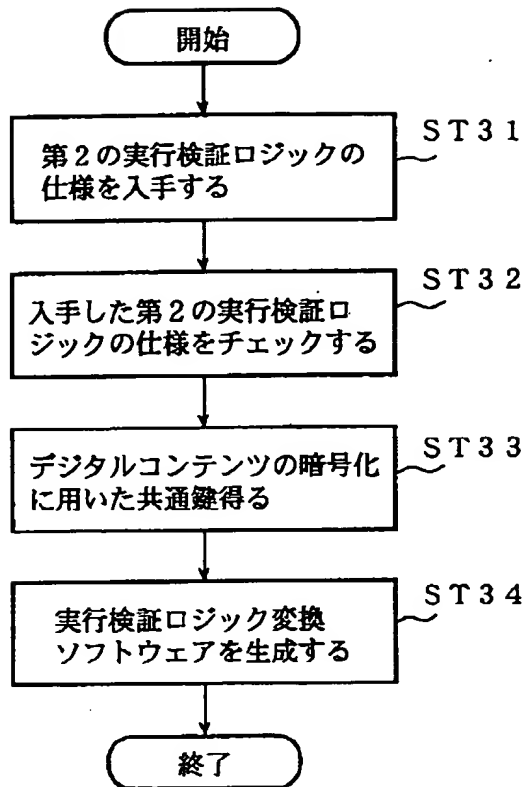 開始
ST31
第2の実行検証ロジックの
仕様を入手する
ST32
入手した第2の実行検証ロ
ジックの仕様をチェックする
ST33
デジタルコンテンツの暗号化
に用いた共通鍵得る
ST34
実行検証ロジック変換
ソフトウェアを生成する
終了